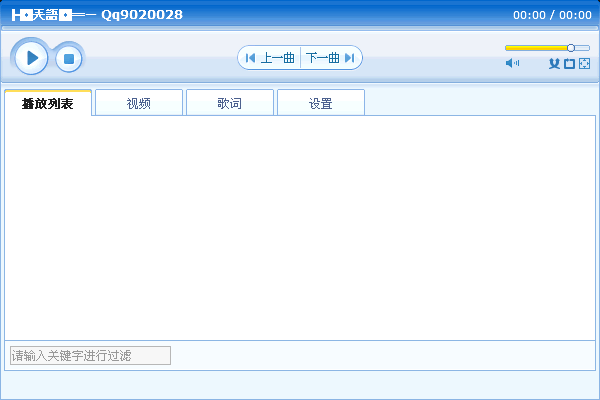 ┣◘天語◘══─ Qq9020028 00:00 / 00:00
上一曲 下一曲
播放列表 视频 歌词 设置
请输入关键字进行过滤